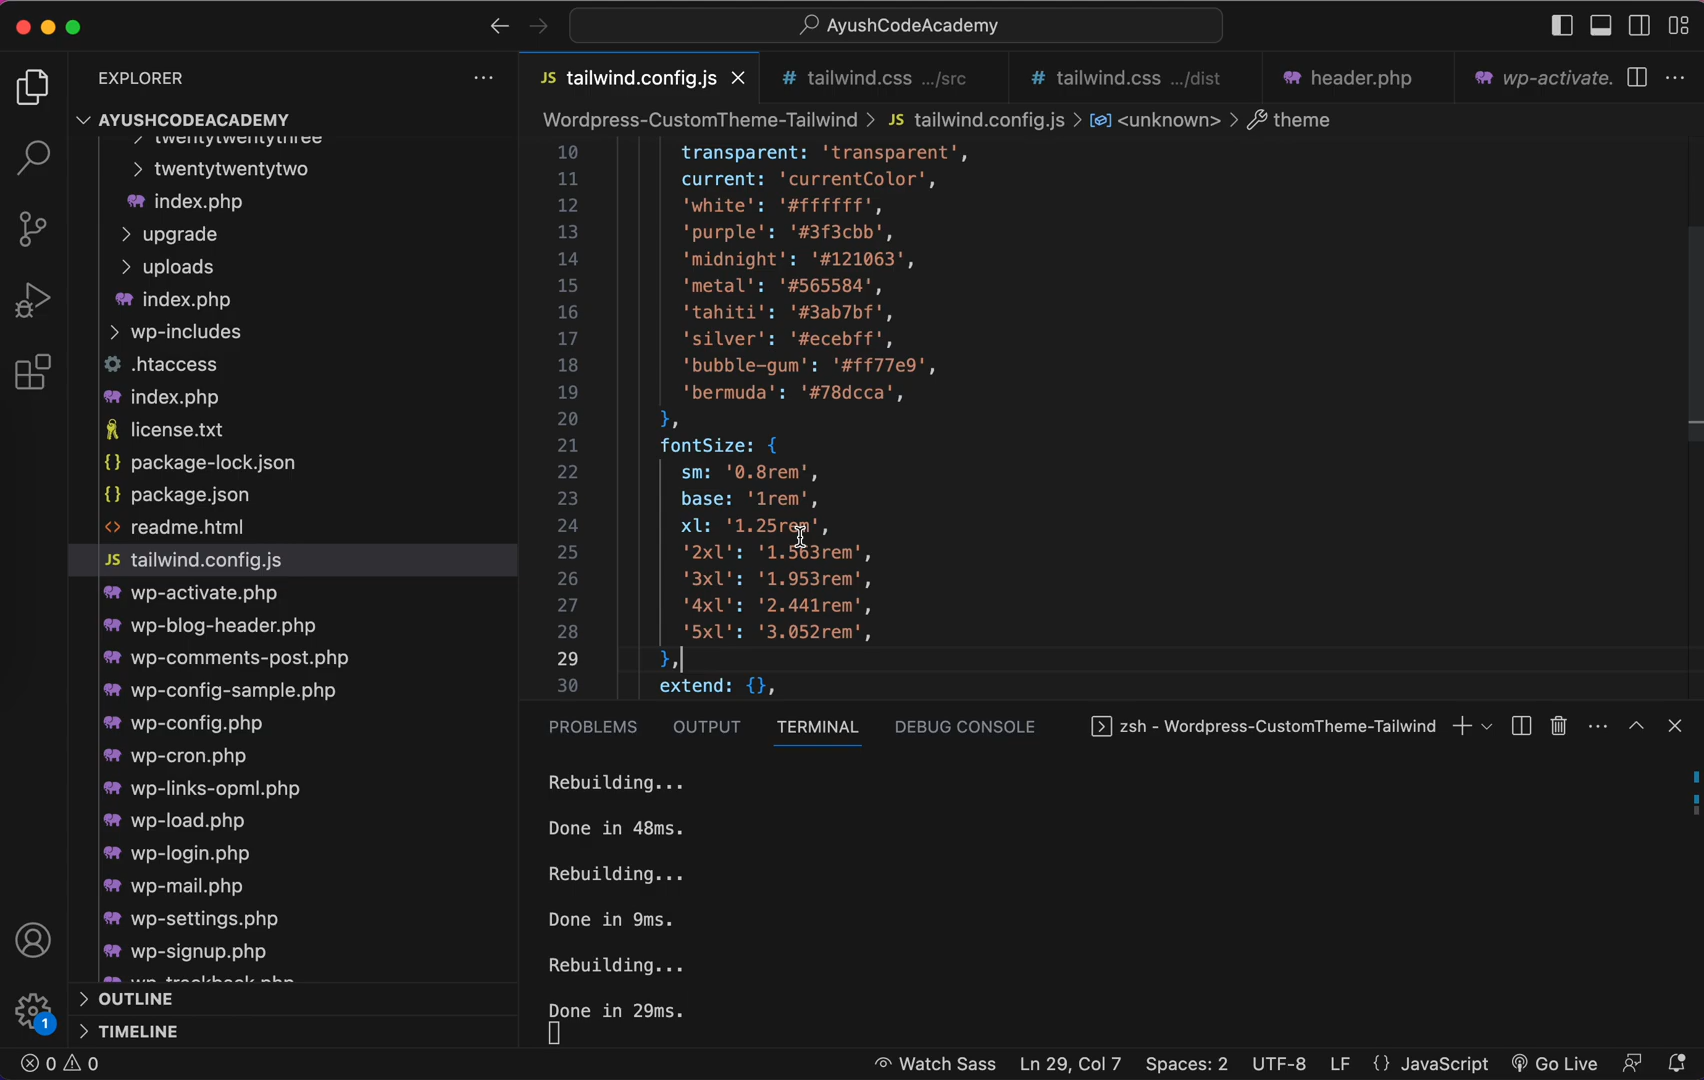 AyushCodeAcademy
EXPLORER
AYUSHCODEACADEMY
twentytwentythree
twentytwentytwo
index.php
upgrade
uploads
index.php
wp-includes
.htaccess
index.php
license.txt
package-lock.json
package.json
readme.html
JS tailwind.config.js
wp-activate.php
wp-blog-header.php
wp-comments-post.php
wp-config-sample.php
wp-config.php
wp-cron.php
wp-links-opml.php
wp-load.php
wp-login.php
wp-mail.php
wp-settings.php
wp-signup.php
wp-trackback.php
OUTLINE
TIMELINE
1
JS tailwind.config.js
# tailwind.css .../src
# tailwind.css .../dist
header.php
wp-activate.
Wordpress-CustomTheme-Tailwind > JS tailwind.config.js > <unknown> > theme
10 transparent: 'transparent',
11 current: 'currentColor',
12 'white': '#ffffff',
13 'purple': '#3f3cbb',
14 'midnight': '#121063',
15 'metal': '#565584',
16 'tahiti': '#3ab7bf',
17 'silver': '#ecebff',
18 'bubble-gum': '#ff77e9',
19 'bermuda': '#78dcca',
20 },
21 fontSize: {
22 sm: '0.8rem',
23 base: '1rem',
24 xl: '1.25rem',
25 '2xl': '1.563rem',
26 '3xl': '1.953rem',
27 '4xl': '2.441rem',
28 '5xl': '3.052rem',
29 },
30 extend: {},
PROBLEMS OUTPUT TERMINAL DEBUG CONSOLE zsh - Wordpress-CustomTheme-Tailwind
Rebuilding...
Done in 48ms.
Rebuilding...
Done in 9ms.
Rebuilding...
Done in 29ms.
0 0 Watch Sass Ln 29, Col 7 Spaces: 2 UTF-8 LF {} JavaScript Go Live